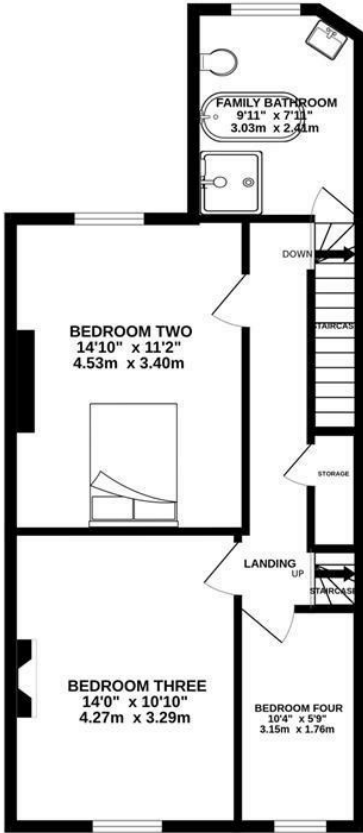 FAMILY BATHROOM
9'11" x 7'11"
3.03m x 2.41m
DOWN
STAIRCASE
BEDROOM TWO
14'10" x 11'2"
4.53m x 3.40m
STORAGE
LANDING
UP
STAIRCASE
BEDROOM THREE
14'0" x 10'10"
4.27m x 3.29m
BEDROOM FOUR
10'4" x 5'9"
3.15m x 1.76m